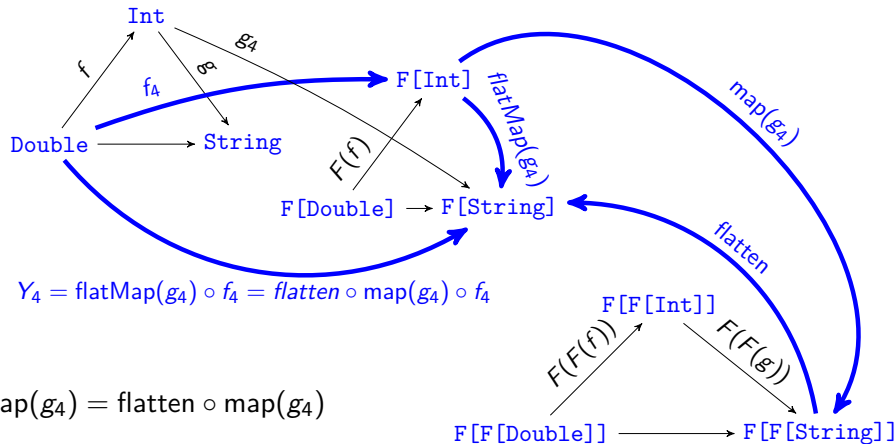 Int
f
g
g₄
F[Int]
f₄
flatMap(g₄)
map(g₄)
Double
String
F(f)
F[Double]
F[String]
flatten
Y₄ = flatMap(g₄) ∘ f₄ = flatten ∘ map(g₄) ∘ f₄
F[F[Int]]
F(F(f))
F(F(g))
ap(g₄) = flatten ∘ map(g₄)
F[F[Double]]
F[F[String]]